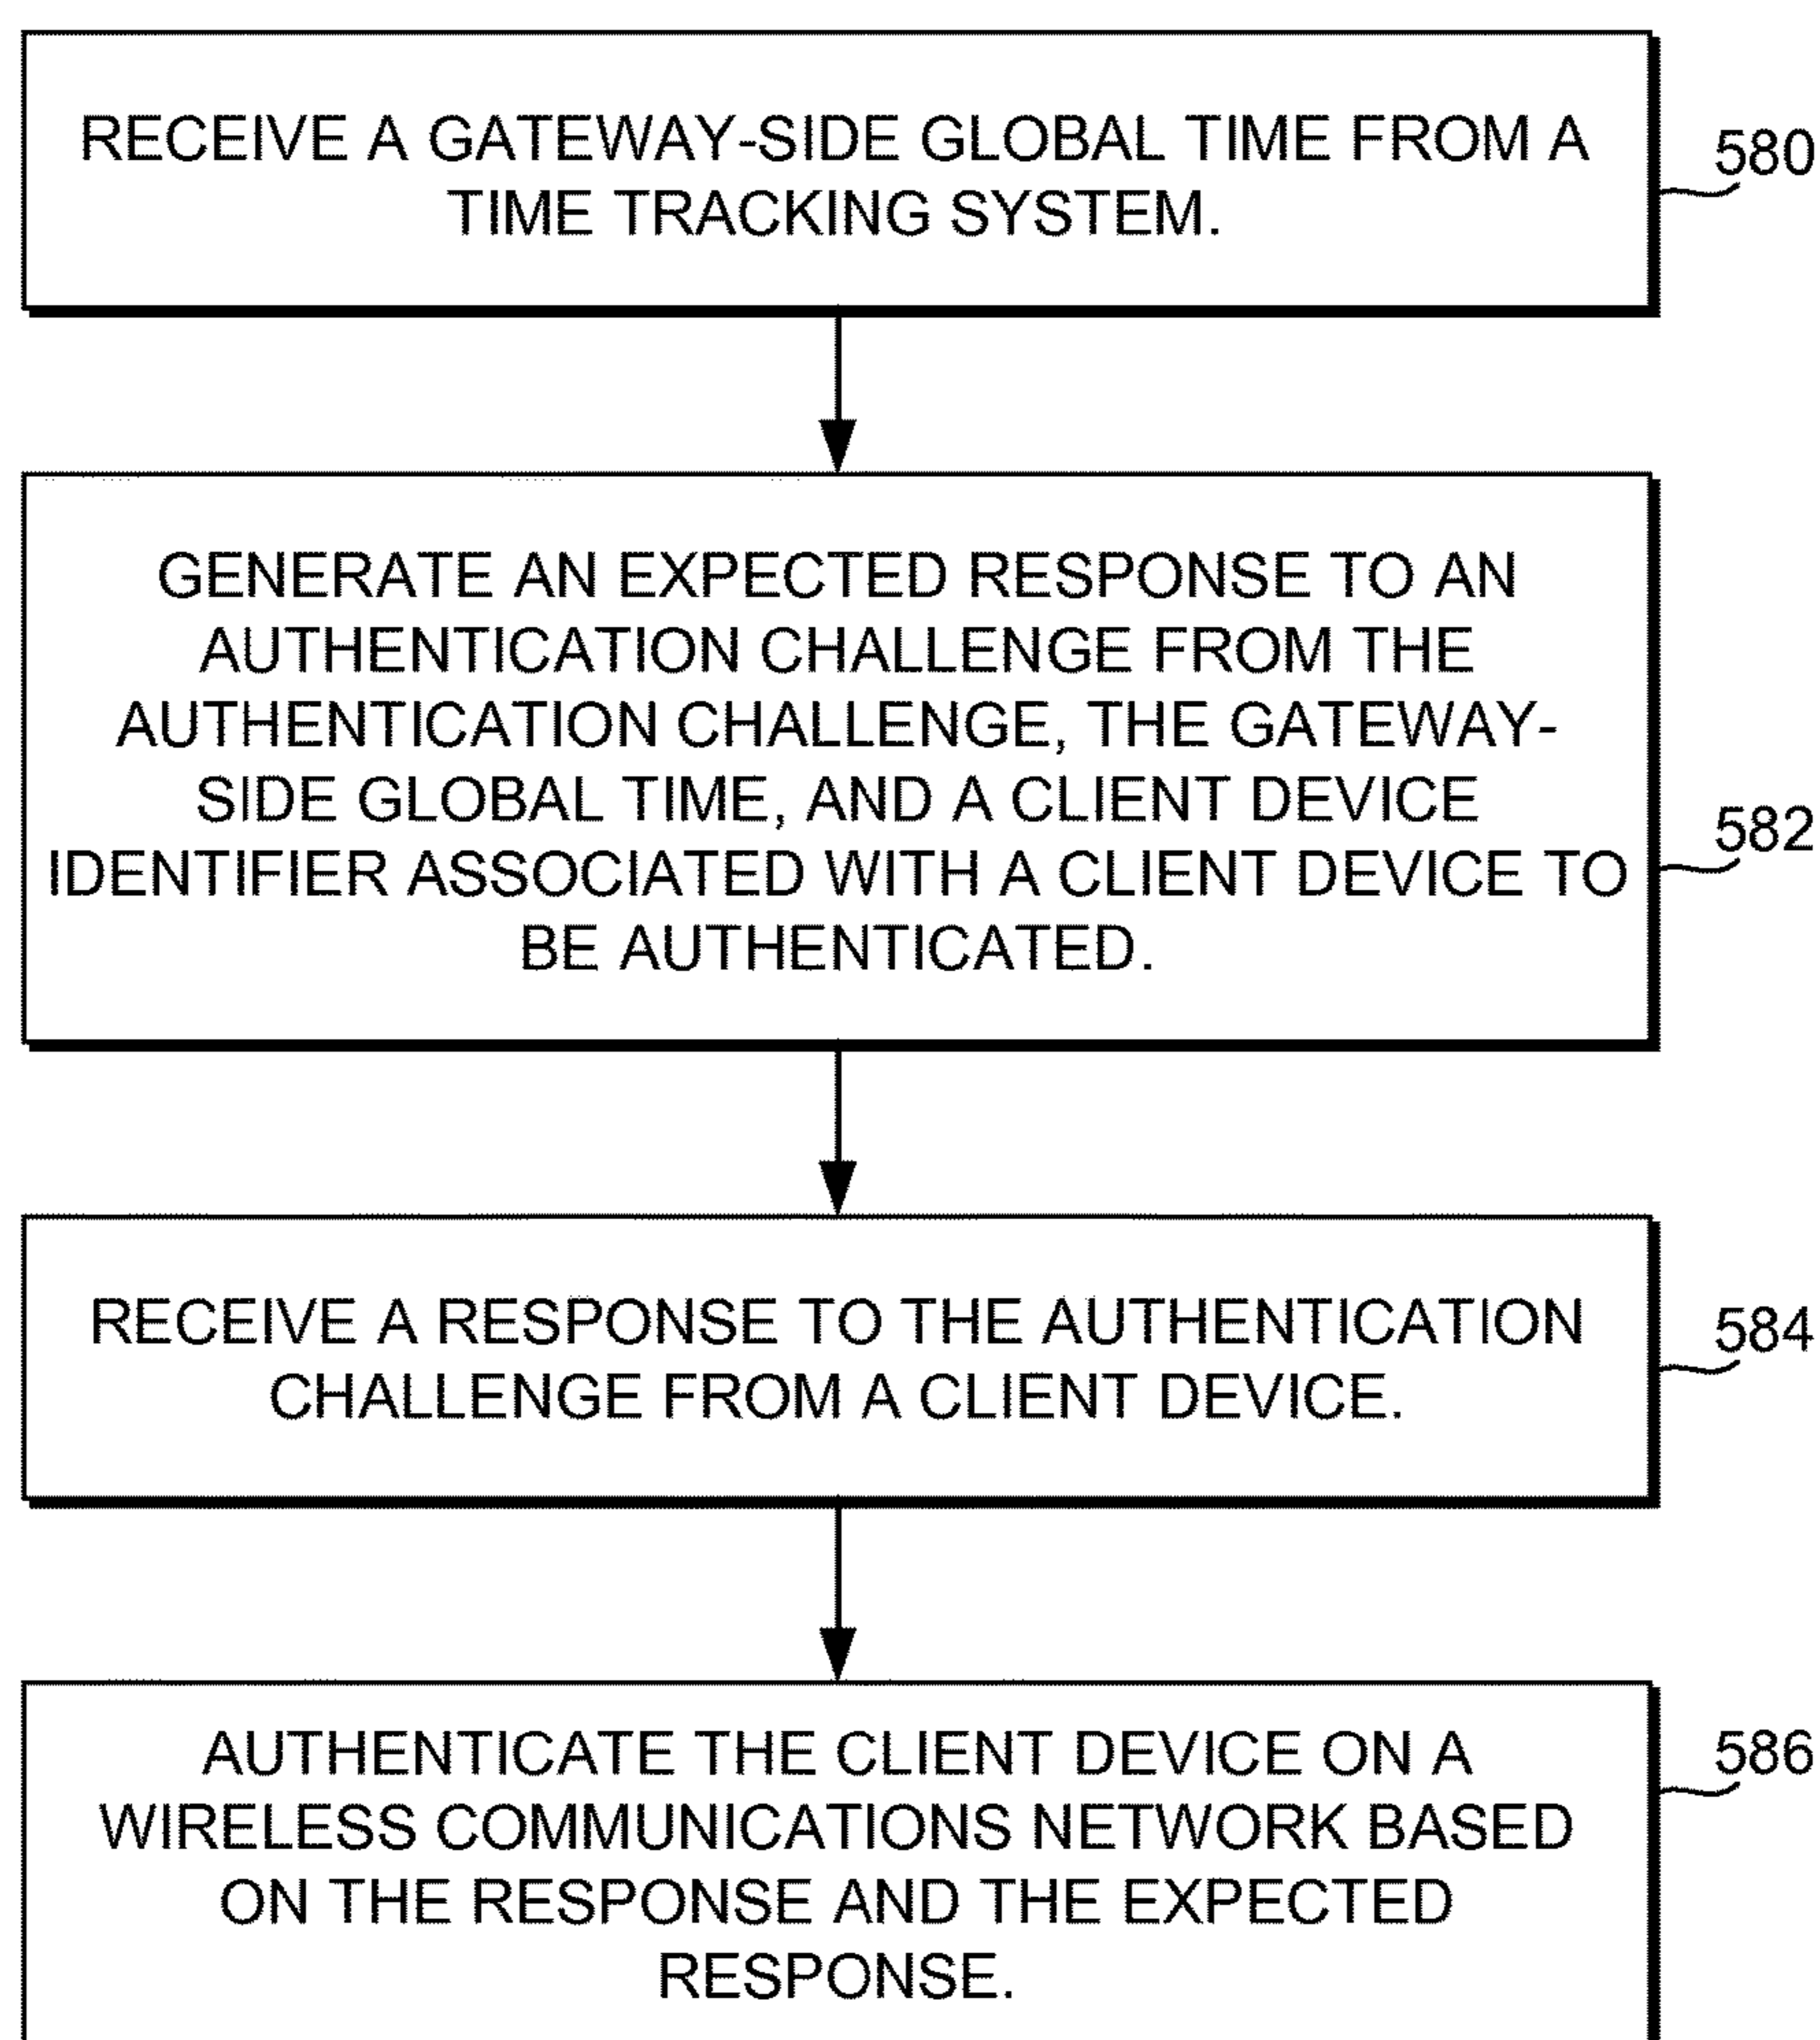 RECEIVE A GATEWAY-SIDE GLOBAL TIME FROM A
TIME TRACKING SYSTEM.
580
GENERATE AN EXPECTED RESPONSE TO AN
AUTHENTICATION CHALLENGE FROM THE
AUTHENTICATION CHALLENGE, THE GATEWAY-
SIDE GLOBAL TIME, AND A CLIENT DEVICE
IDENTIFIER ASSOCIATED WITH A CLIENT DEVICE TO
BE AUTHENTICATED.
582
RECEIVE A RESPONSE TO THE AUTHENTICATION
CHALLENGE FROM A CLIENT DEVICE.
584
AUTHENTICATE THE CLIENT DEVICE ON A
WIRELESS COMMUNICATIONS NETWORK BASED
ON THE RESPONSE AND THE EXPECTED
RESPONSE.
586